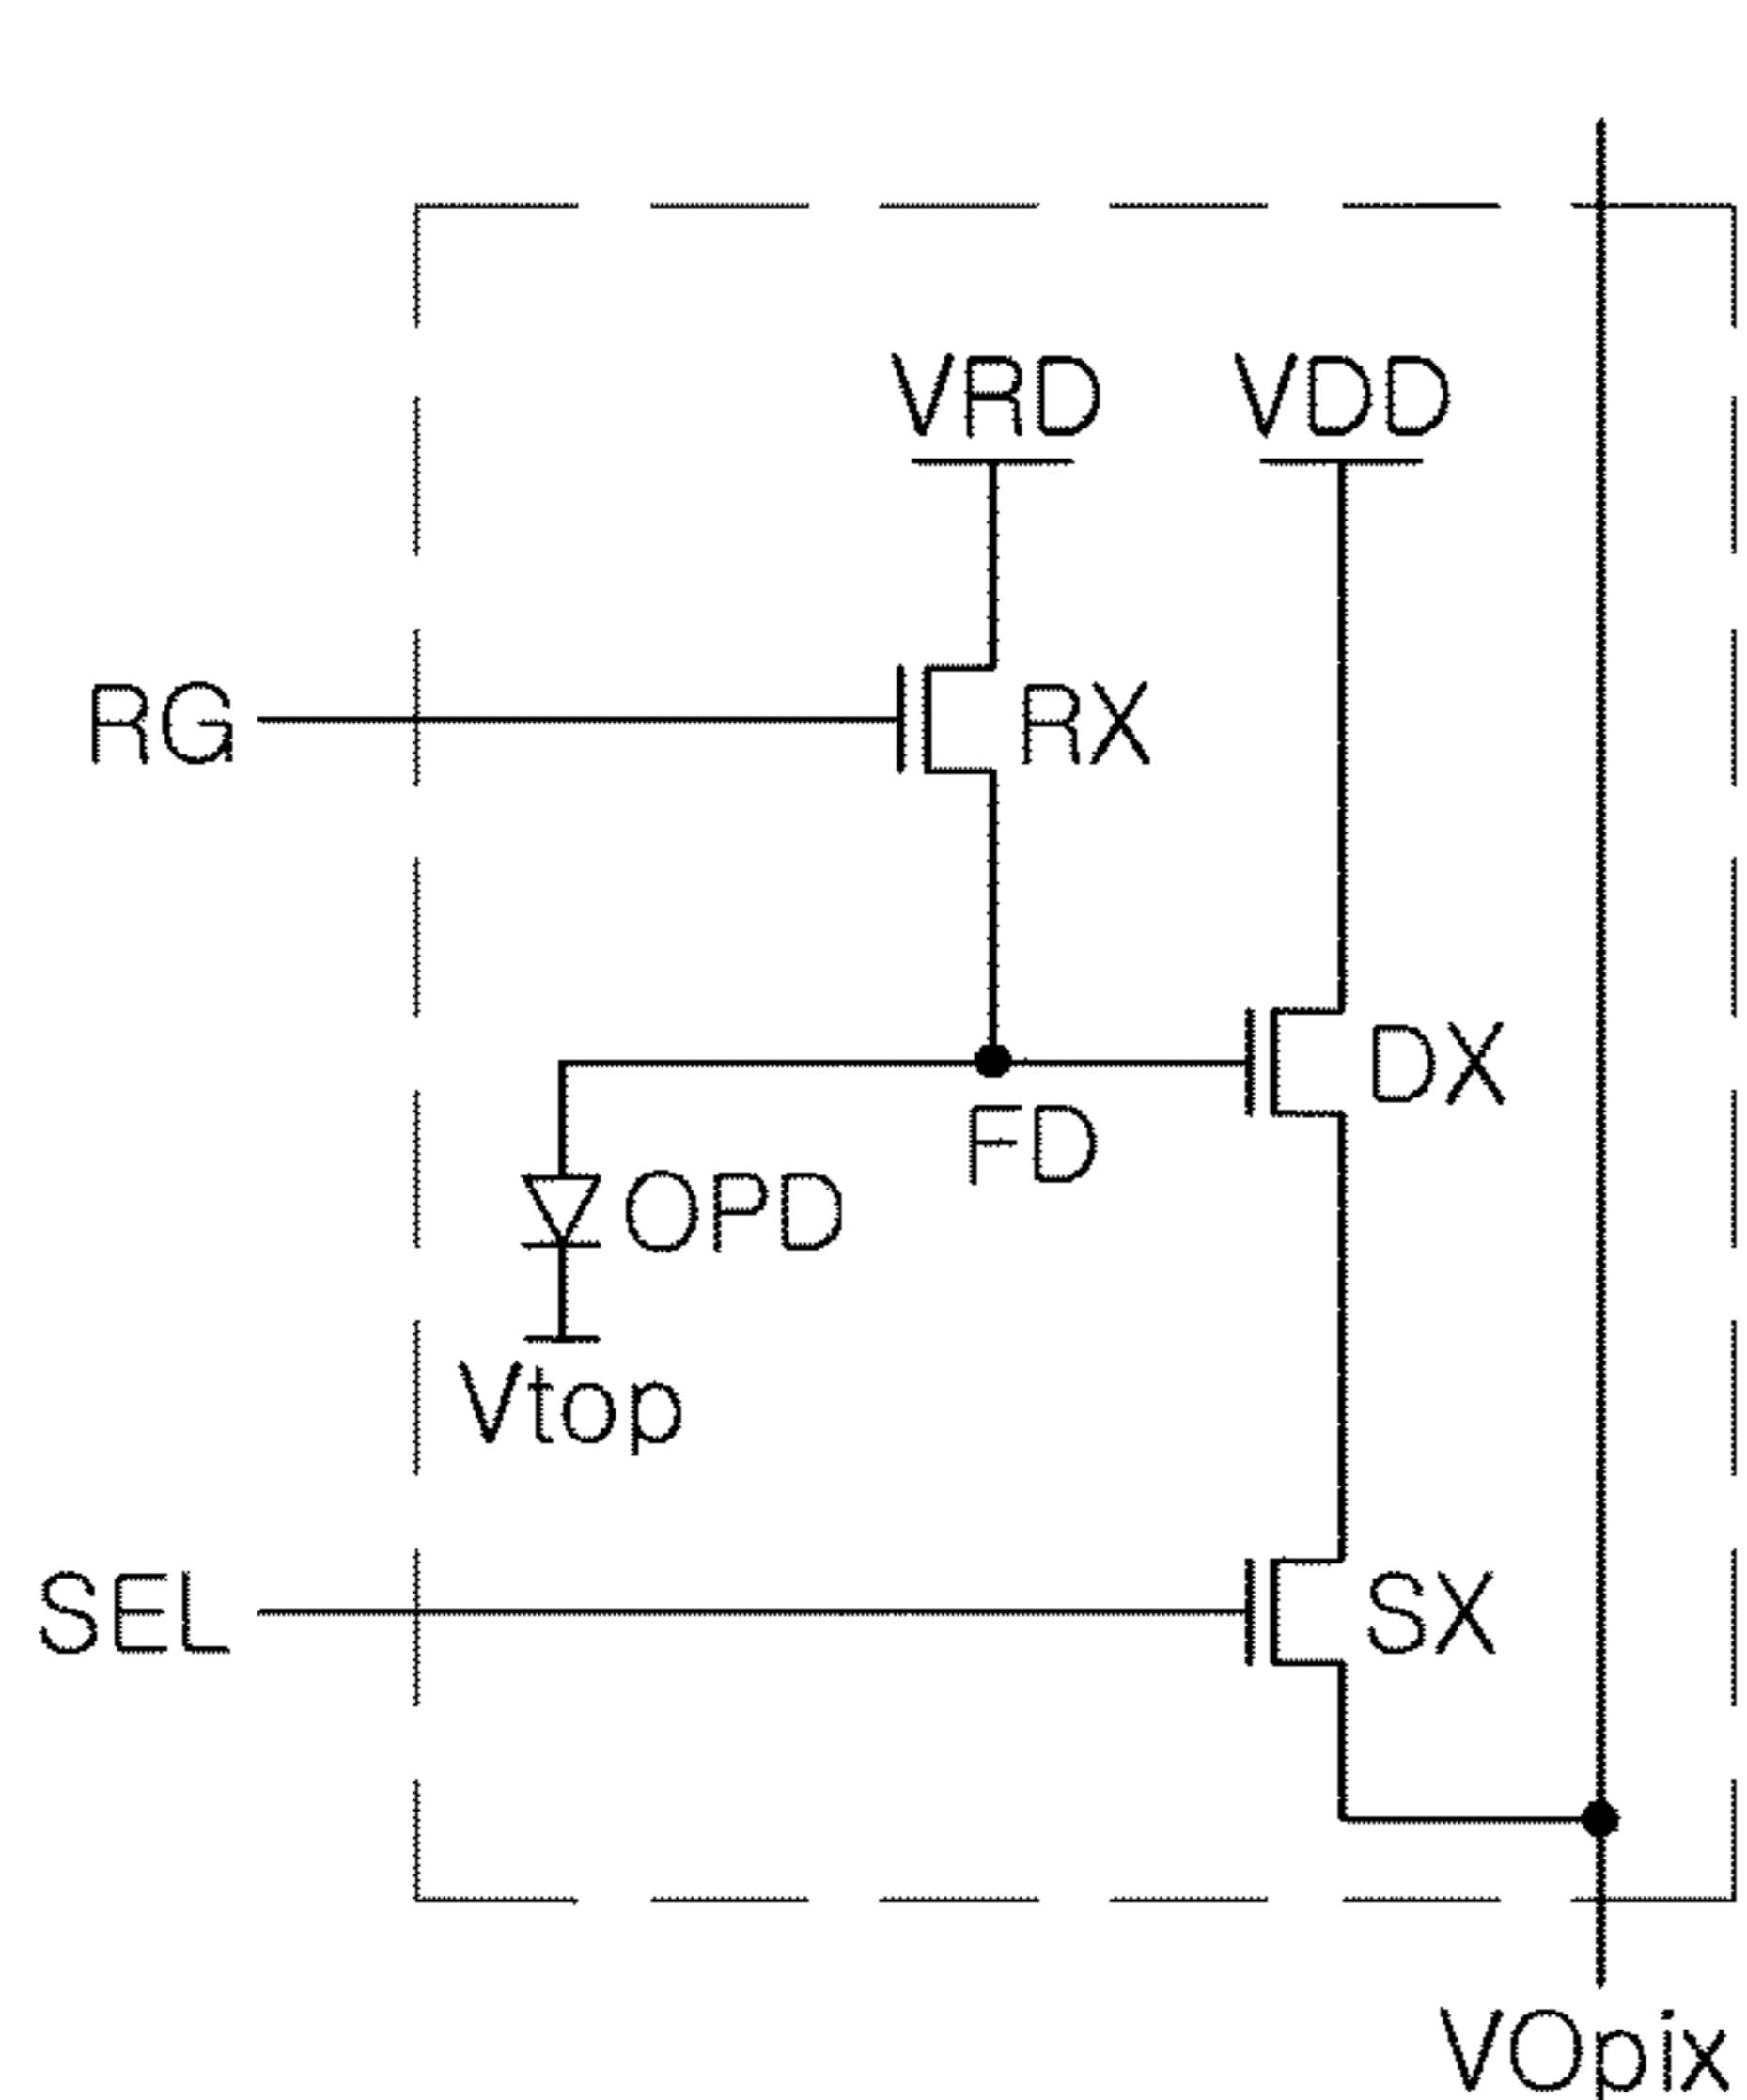 VRD VDD
RG
RX
DX
FD
OPD
Vtop
SEL
SX
VOpix